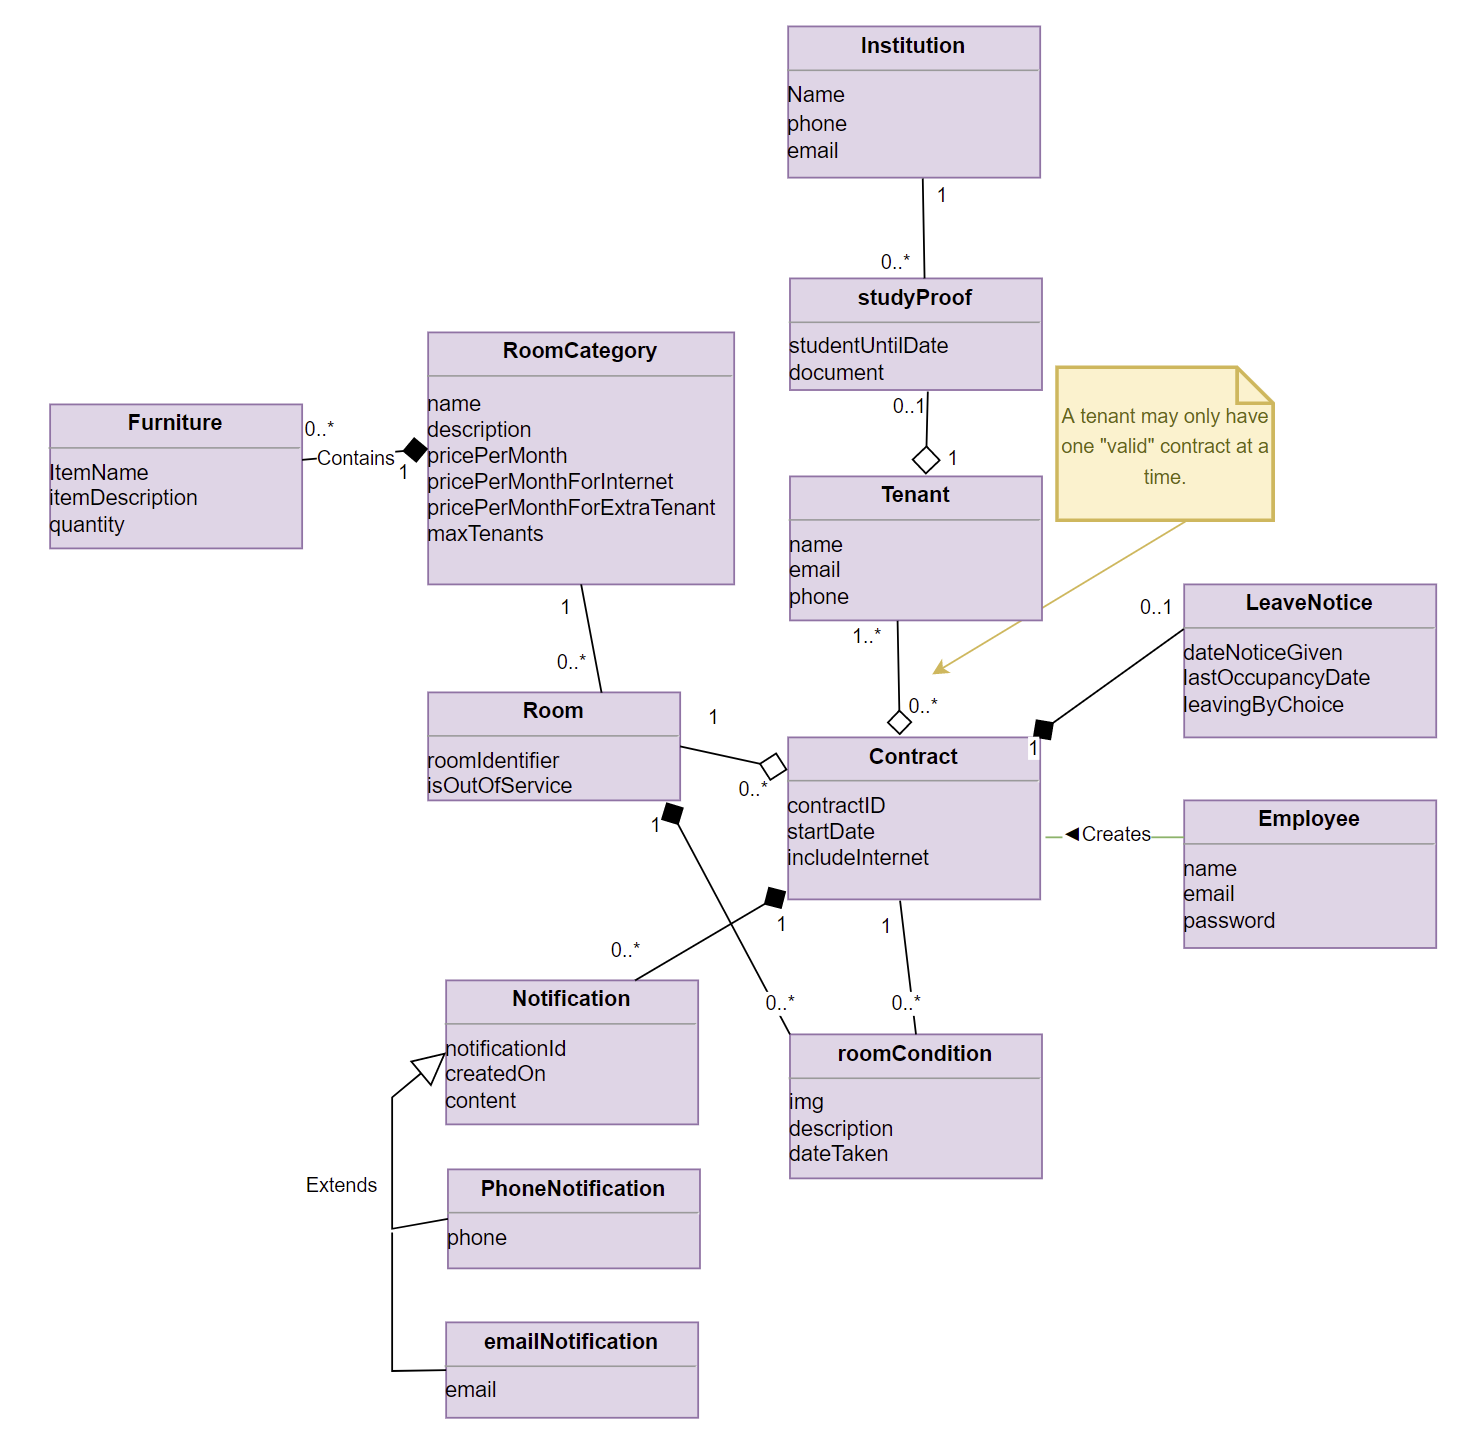 Institution
Name
phone
email
1
0..*
studyProof
studentUntilDate
document
0..1
1
A tenant may only have
one "valid" contract at a
time.
RoomCategory
name
description
pricePerMonth
pricePerMonthForInternet
pricePerMonthForExtraTenant
maxTenants
Furniture
ItemName
itemDescription
quantity
0..*
Contains
1
Tenant
name
email
phone
1..*
0..*
1
0..*
LeaveNotice
dateNoticeGiven
lastOccupancyDate
leavingByChoice
0..1
1
Room
roomIdentifier
isOutOfService
1
0..*
1
Contract
contractID
startDate
includeInternet
Creates
Employee
name
email
password
1
0..*
1
0..*
0..*
Notification
notificationId
createdOn
content
roomCondition
img
description
dateTaken
Extends
PhoneNotification
phone
emailNotification
email